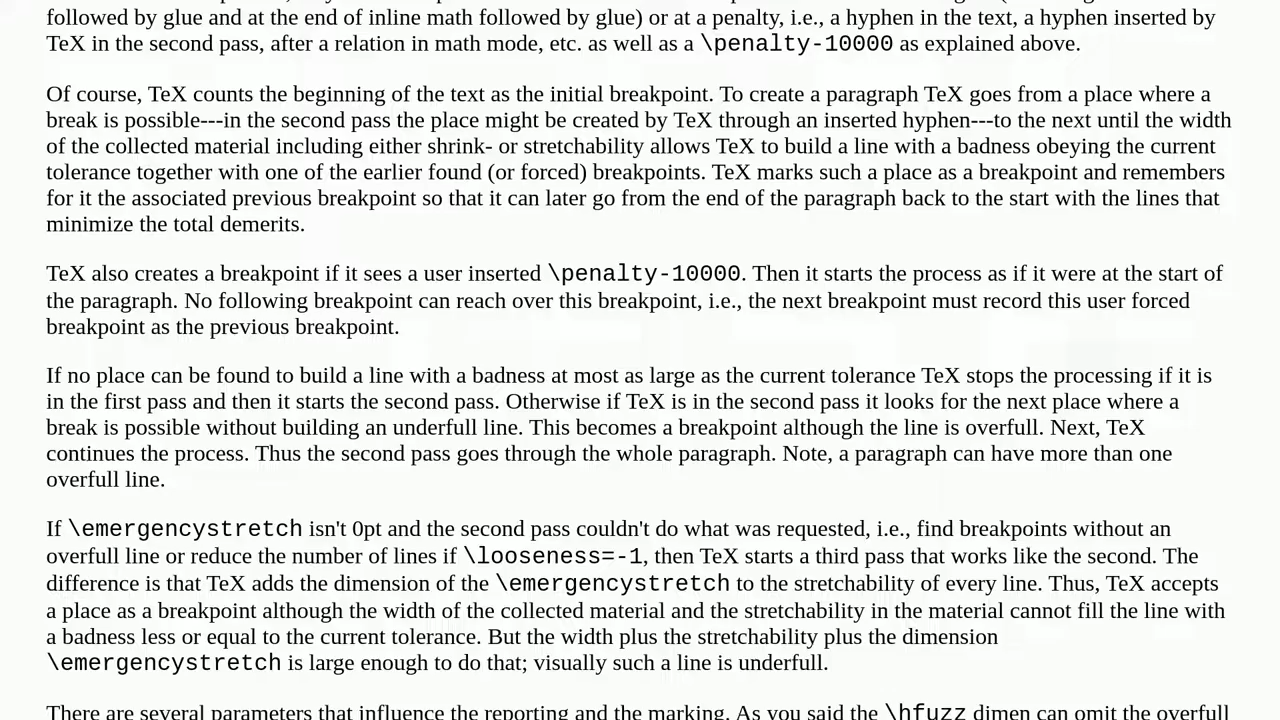 followed by glue and at the end of inline math followed by glue) or at a penalty, i.e., a hyphen in the text, a hyphen inserted by
TeX in the second pass, after a relation in math mode, etc. as well as a \penalty-10000 as explained above.
Of course, TeX counts the beginning of the text as the initial breakpoint. To create a paragraph TeX goes from a place where a
break is possible---in the second pass the place might be created by TeX through an inserted hyphen---to the next until the width
of the collected material including either shrink- or stretchability allows TeX to build a line with a badness obeying the current
tolerance together with one of the earlier found (or forced) breakpoints. TeX marks such a place as a breakpoint and remembers
for it the associated previous breakpoint so that it can later go from the end of the paragraph back to the start with the lines that
minimize the total demerits.
TeX also creates a breakpoint if it sees a user inserted \penalty-10000. Then it starts the process as if it were at the start of
the paragraph. No following breakpoint can reach over this breakpoint, i.e., the next breakpoint must record this user forced
breakpoint as the previous breakpoint.
If no place can be found to build a line with a badness at most as large as the current tolerance TeX stops the processing if it is
in the first pass and then it starts the second pass. Otherwise if TeX is in the second pass it looks for the next place where a
break is possible without building an underfull line. This becomes a breakpoint although the line is overfull. Next, TeX
continues the process. Thus the second pass goes through the whole paragraph. Note, a paragraph can have more than one
overfull line.
If \emergencystretch isn't 0pt and the second pass couldn't do what was requested, i.e., find breakpoints without an
overfull line or reduce the number of lines if \looseness=-1, then TeX starts a third pass that works like the second. The
difference is that TeX adds the dimension of the \emergencystretch to the stretchability of every line. Thus, TeX accepts
a place as a breakpoint although the width of the collected material and the stretchability in the material cannot fill the line with
a badness less or equal to the current tolerance. But the width plus the stretchability plus the dimension
\emergencystretch is large enough to do that; visually such a line is underfull.
There are several parameters that influence the reporting and the marking. As you said the \hfuzz dimen can omit the overfull